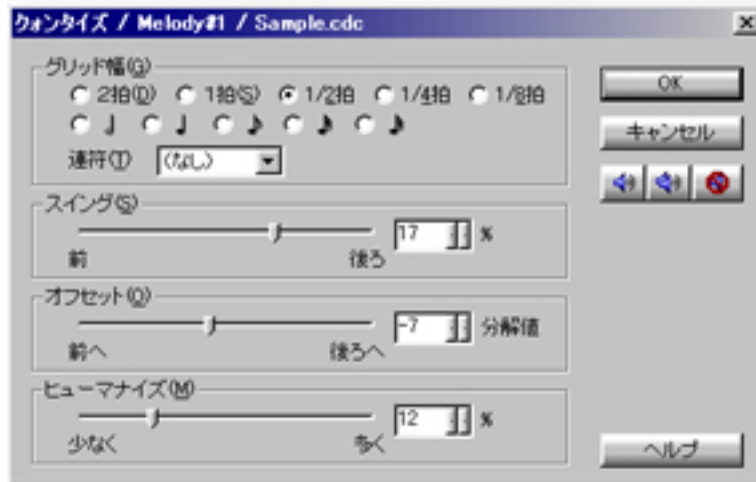 クォンタイズ / Melody#1 / Sample.cdc
グリッド幅(G)
2拍(D) 1拍(S) 1/2拍 1/4拍 1/8拍
連符(T) (なし)
OK
キャンセル
スイング(S)
17 %
前 後ろ
オフセット(O)
-7 分解値
前へ 後ろへ
ヒューマナイズ(M)
12 %
少なく 多く
ヘルプ